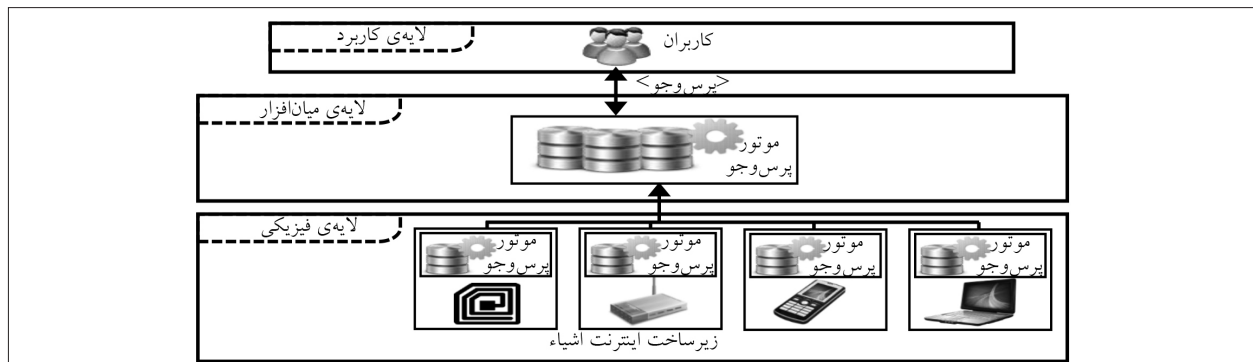 لایه‌ی کاربرد
کاربران
<پرس‌وجو>
لایه‌ی میان‌افزار
موتور
پرس‌وجو
لایه‌ی فیزیکی
موتور
پرس‌وجو
موتور
پرس‌وجو
موتور
پرس‌وجو
موتور
پرس‌وجو
زیرساخت اینترنت اشیاء